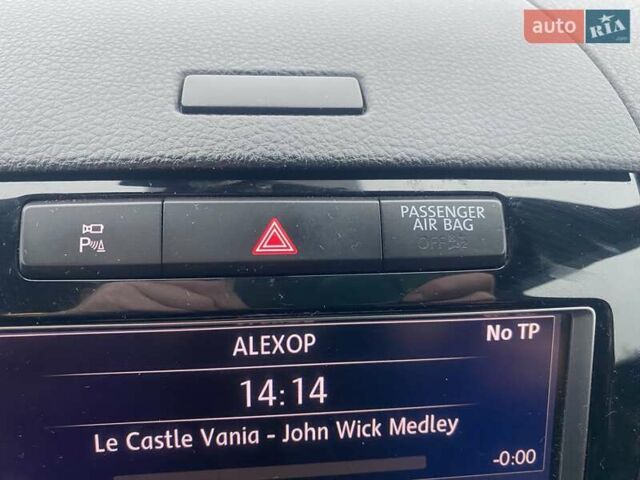 auto RIA.com
P
PASSENGER
AIR BAG
OFF
ALEXOP
No TP
14:14
Le Castle Vania - John Wick Medley
-0:00